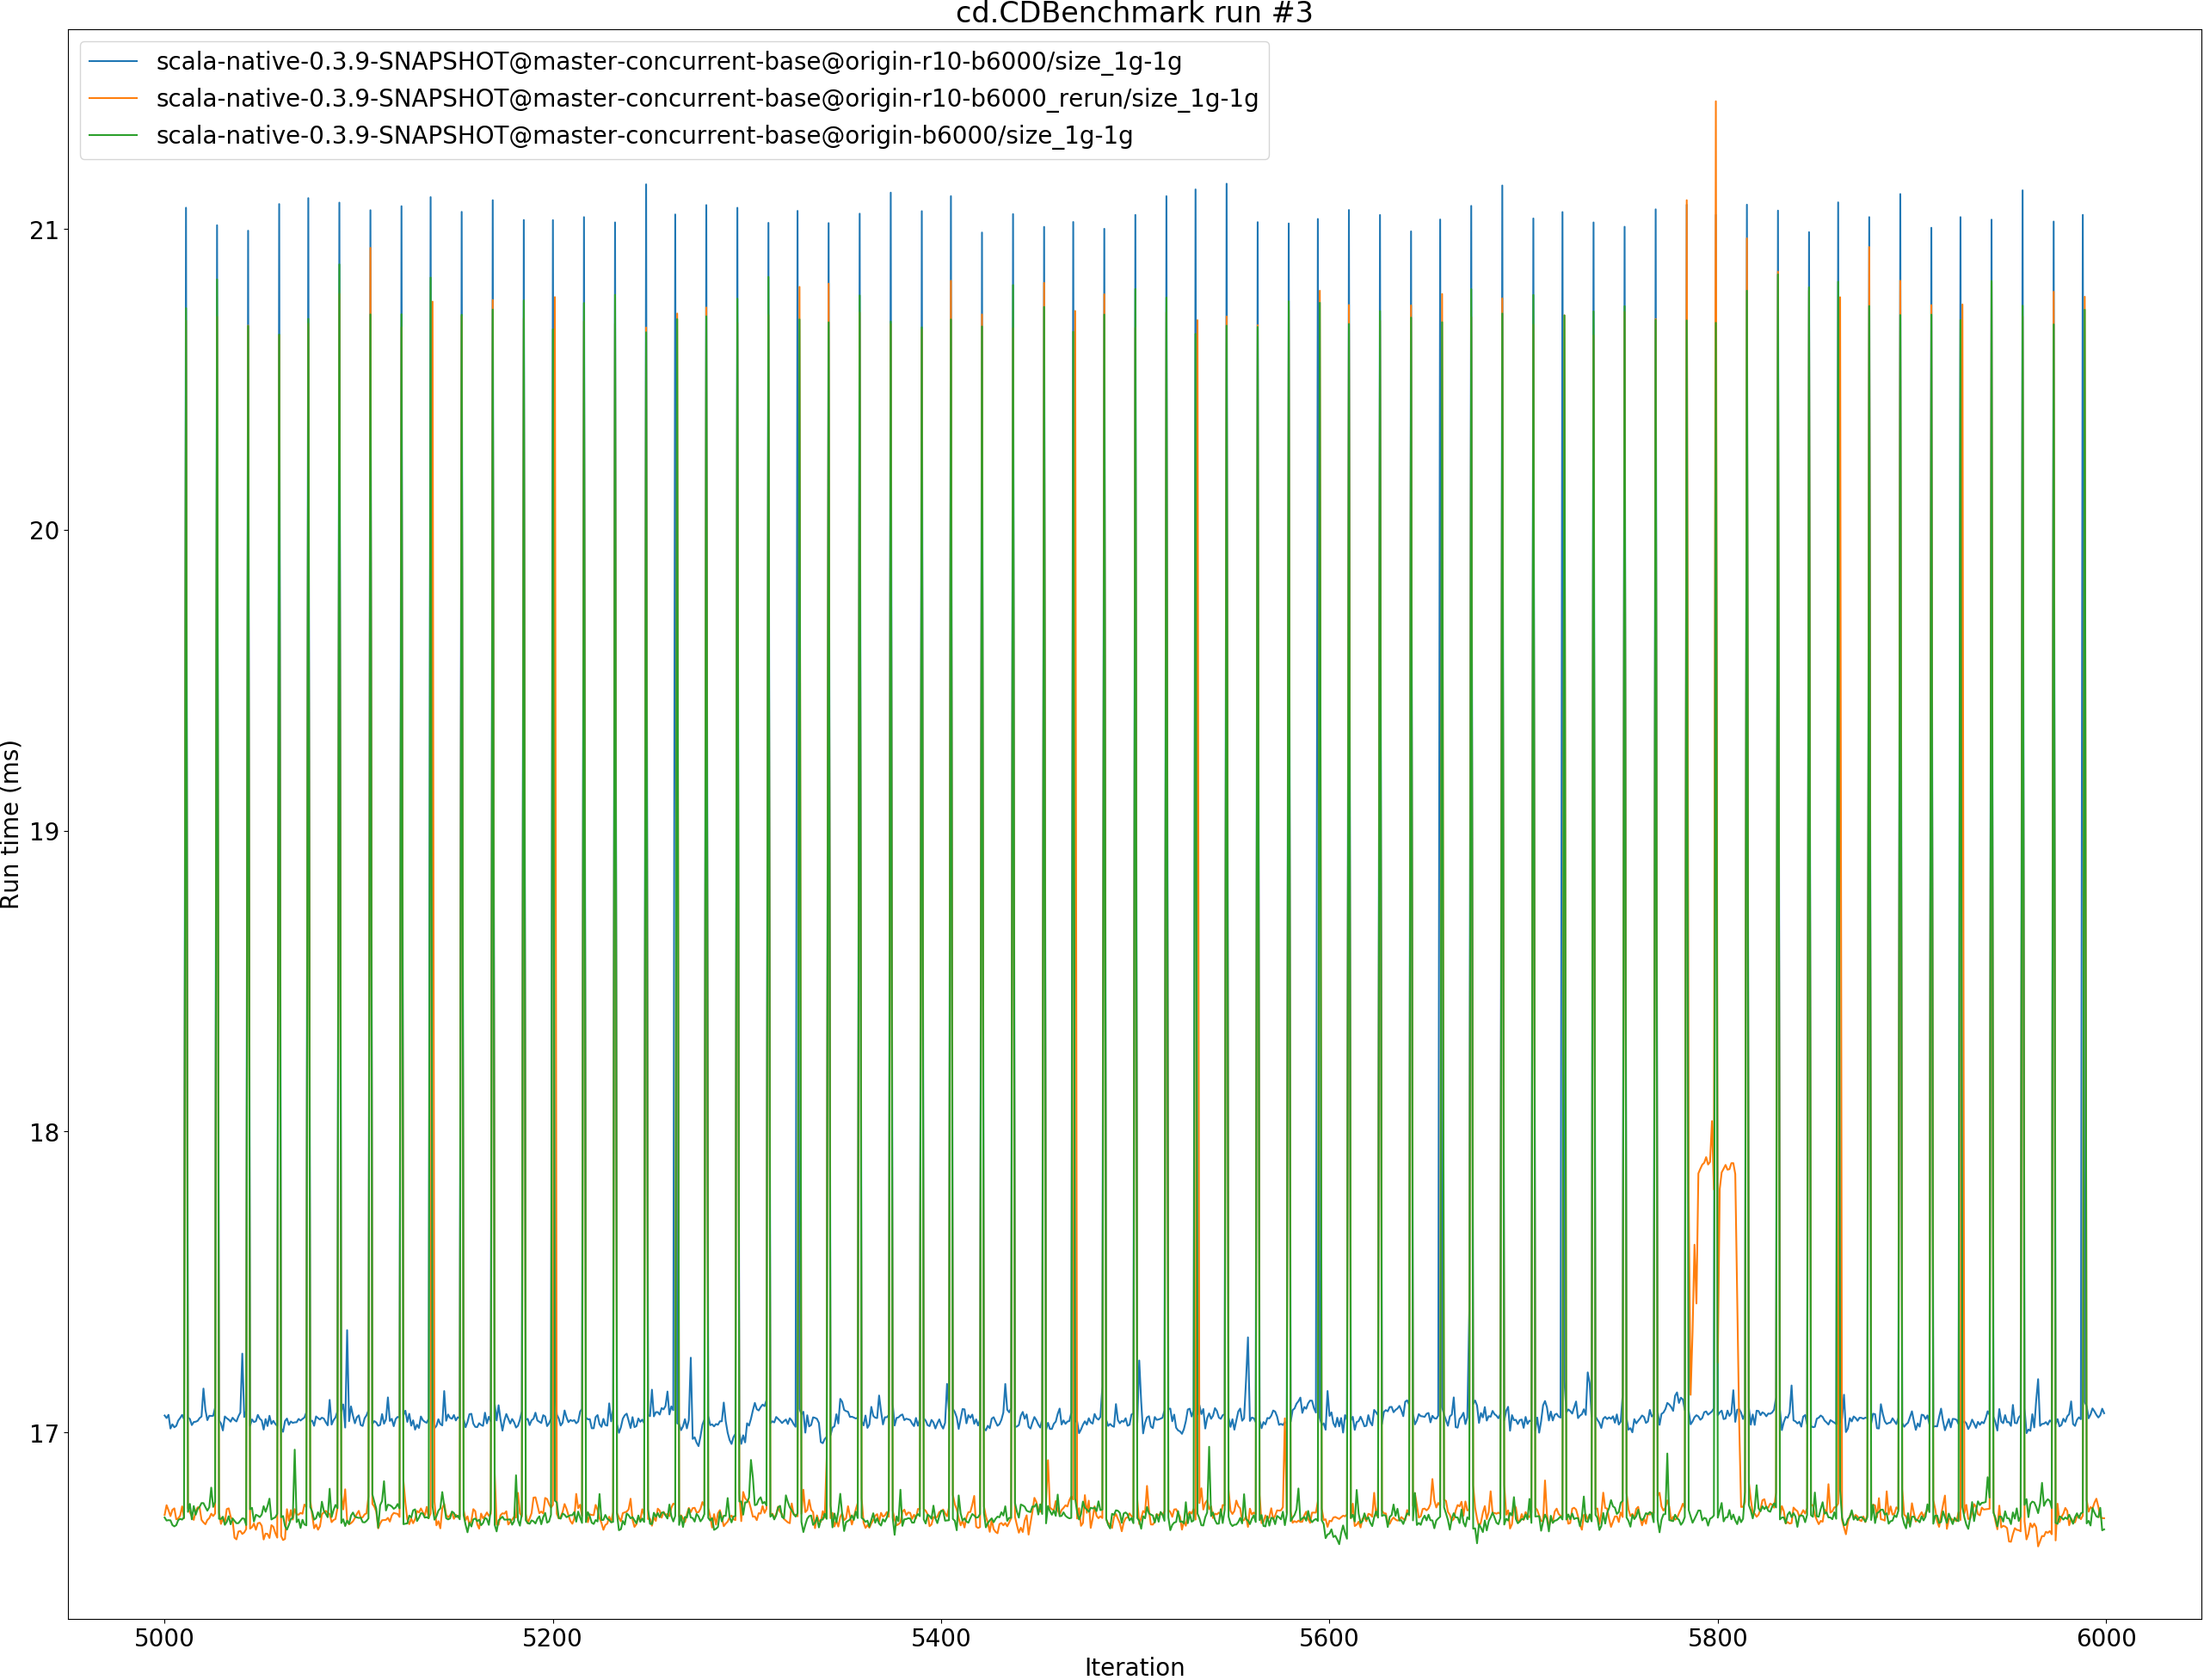 cd.CDBenchmark run #3
scala-native-0.3.9-SNAPSHOT@master-concurrent-base@origin-r10-b6000/size_1g-1g
scala-native-0.3.9-SNAPSHOT@master-concurrent-base@origin-r10-b6000_rerun/size_1g-1g
scala-native-0.3.9-SNAPSHOT@master-concurrent-base@origin-b6000/size_1g-1g
21
20
19
18
17
Run time (ms)
5000
5200
5400
5600
5800
6000
Iteration